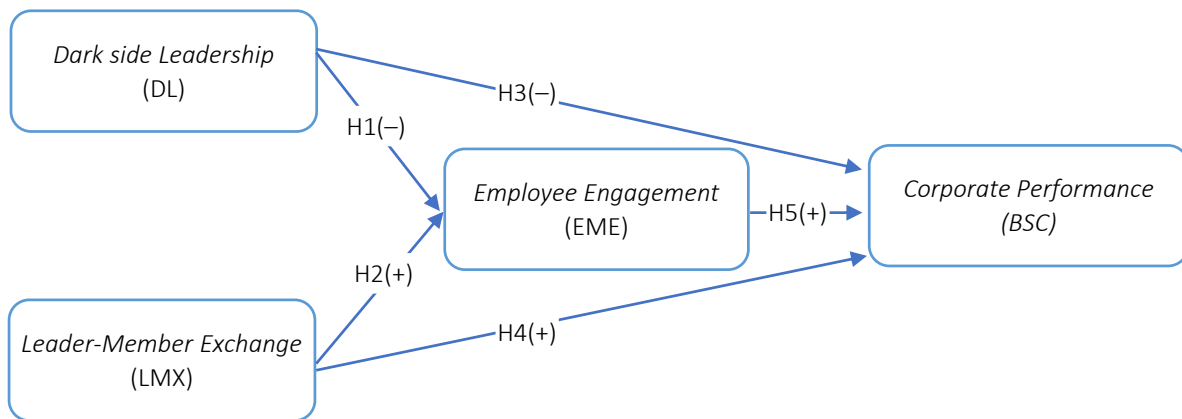 Dark side Leadership
(DL)
H3(–)
H1(–)
Employee Engagement
(EME)
H5(+)
Corporate Performance
(BSC)
H2(+)
H4(+)
Leader-Member Exchange
(LMX)